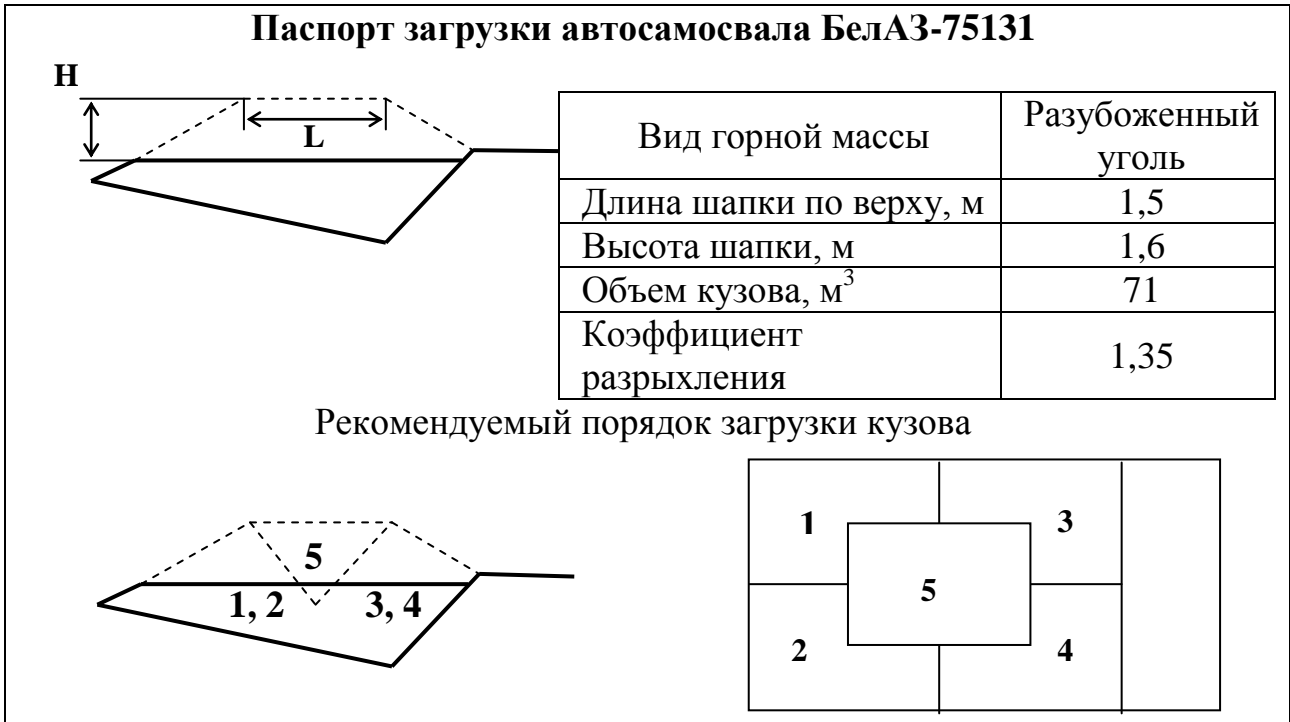 Паспорт загрузки автосамосвала БелАЗ-75131
H
L
Вид горной массы
Разубоженный
уголь
Длина шапки по верху, м
1,5
Высота шапки, м
1,6
Объем кузова, м³
71
Коэффициент
разрыхления
1,35
Рекомендуемый порядок загрузки кузова
5
1, 2
3, 4
1
3
5
2
4